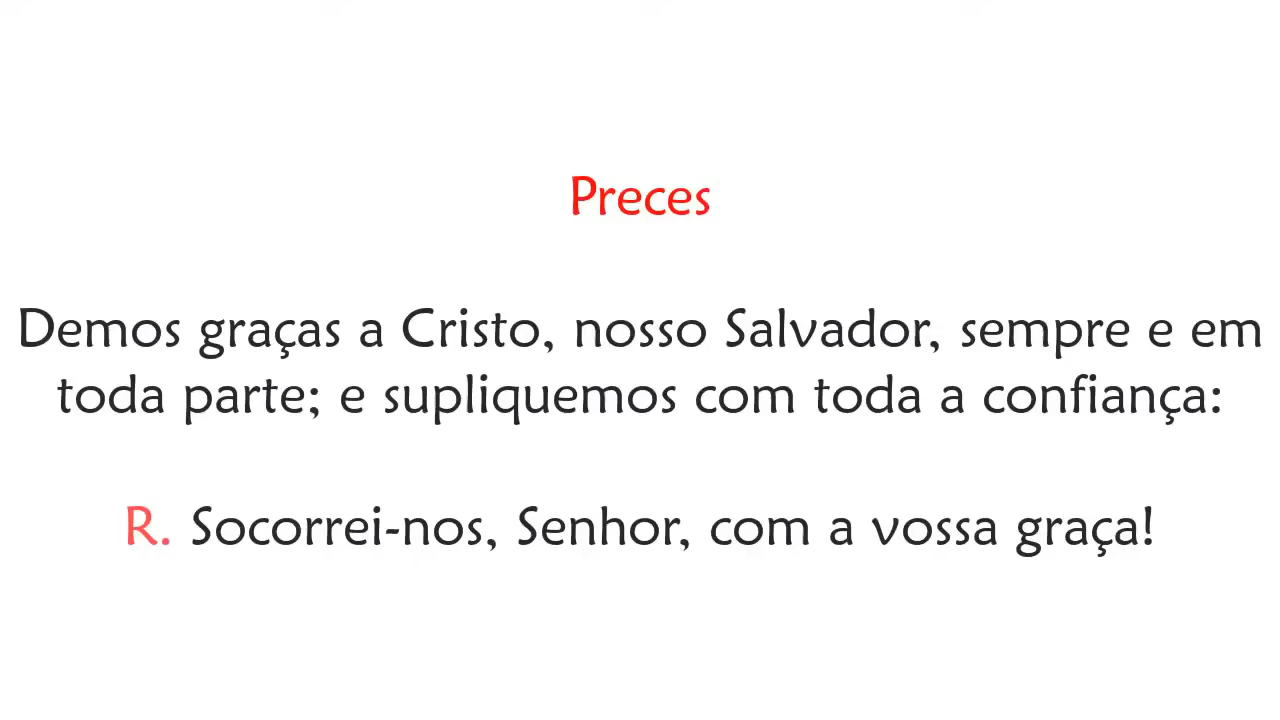 Preces
Demos graças a Cristo, nosso Salvador, sempre e em
toda parte; e supliquemos com toda a confiança:
R. Socorrei-nos, Senhor, com a vossa graça!